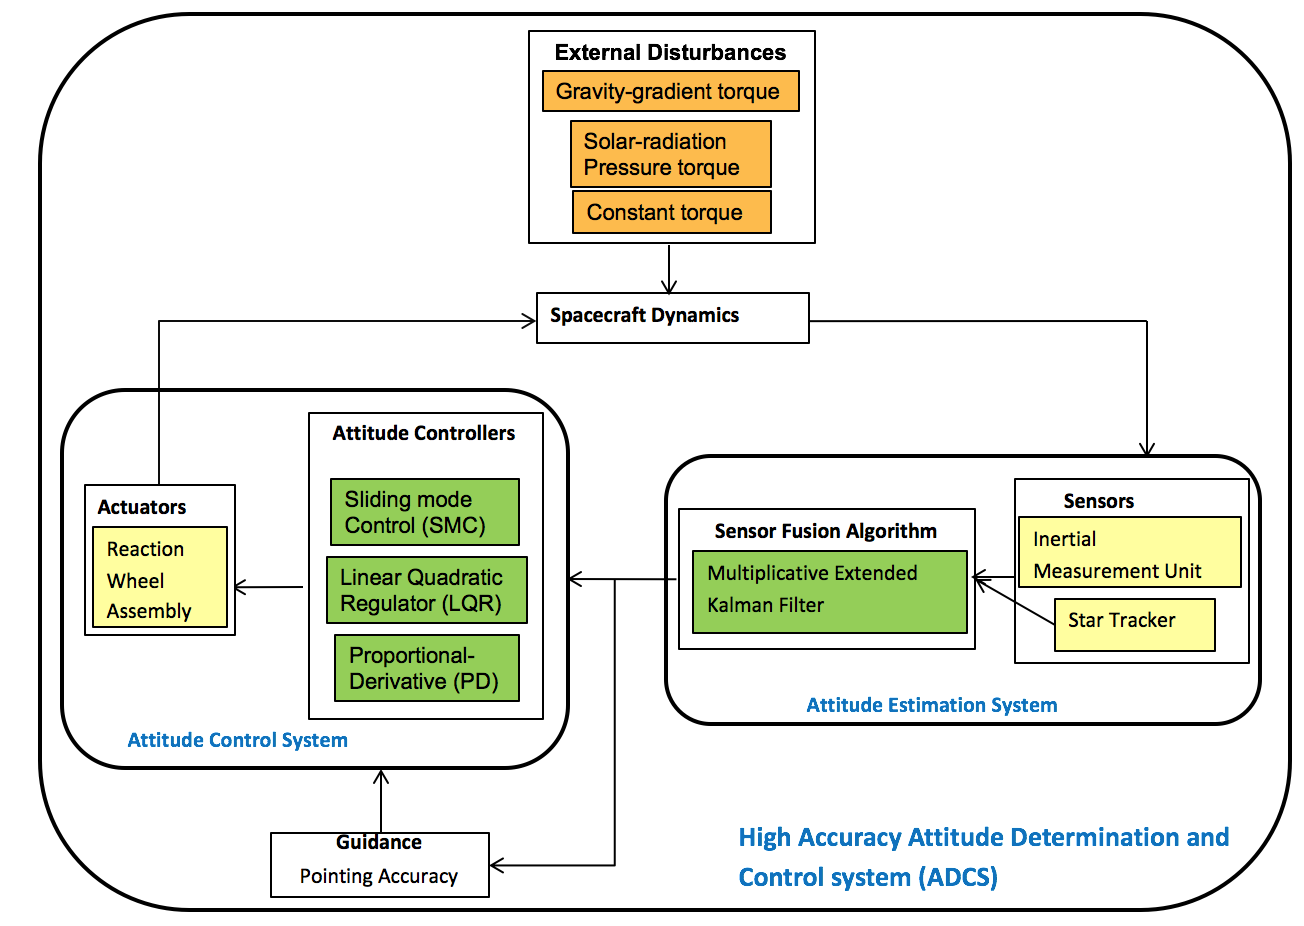 External Disturbances
Gravity-gradient torque
Solar-radiation
Pressure torque
Constant torque
Spacecraft Dynamics
Attitude Controllers
Sliding mode
Control (SMC)
Linear Quadratic
Regulator (LQR)
Proportional-
Derivative (PD)
Actuators
Reaction
Wheel
Assembly
Attitude Control System
Sensor Fusion Algorithm
Multiplicative Extended
Kalman Filter
Sensors
Inertial
Measurement Unit
Star Tracker
Attitude Estimation System
Guidance
Pointing Accuracy
High Accuracy Attitude Determination and
Control system (ADCS)